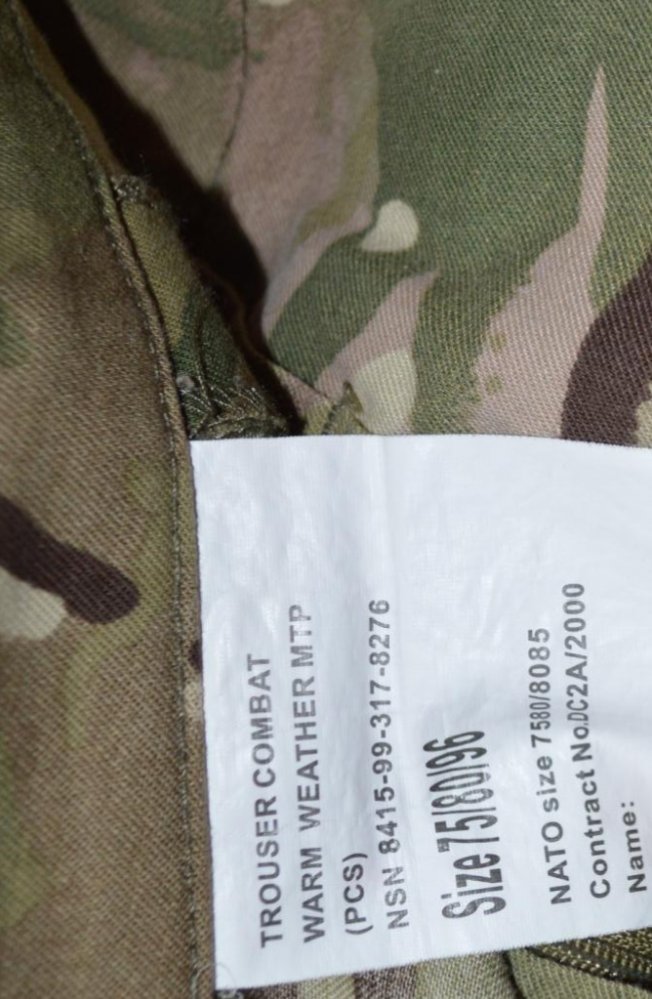 TROUSER COMBAT
WARM WEATHER MTP
(PCS)
NSN 8415-99-317-8276
Size 75/80/96
NATO size 7580/8085
Contract No.DC2A/2000
Name: